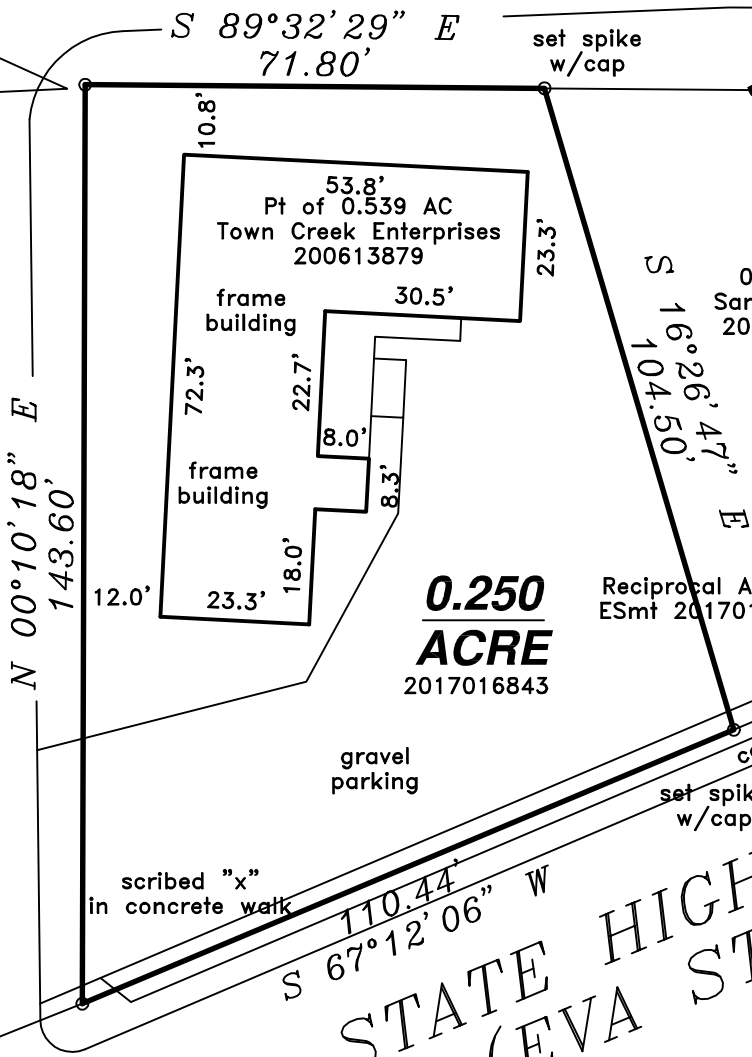 S 89°32'29" E
71.80'
set spike
w/cap
10.8'
53.8'
Pt of 0.539 AC
Town Creek Enterprises
200613879
23.3'
frame
building
30.5'
S 16°26'47" E
104.50'
72.3'
22.7'
8.0'
N 00°10'18" E
143.60'
frame
building
8.3'
18.0'
12.0'
23.3'
0.250
ACRE
2017016843
Reciprocal
ESmt
gravel
parking
set
w/cap
scribed "x"
in concrete walk
110.44'
S 67°12'06" W
STATE
(EVA